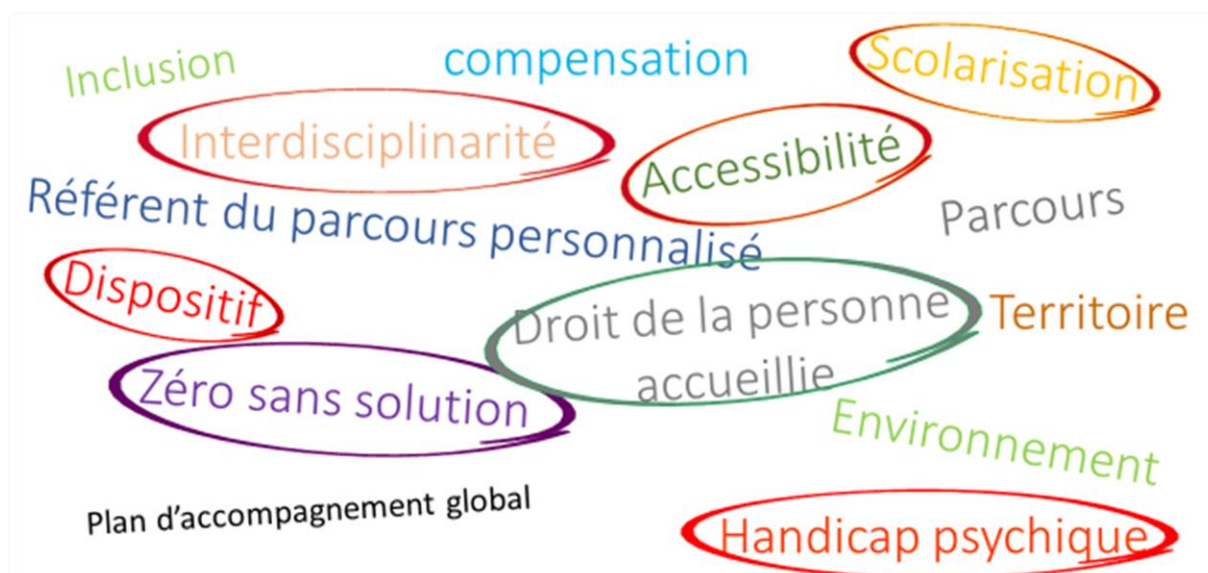 Inclusion
compensation
Scolarisation
Interdisciplinarité
Accessibilité
Référent du parcours personnalisé
Parcours
Dispositif
Droit de la personne
accueillie
Territoire
Zéro sans solution
Environnement
Plan d’accompagnement global
Handicap psychique